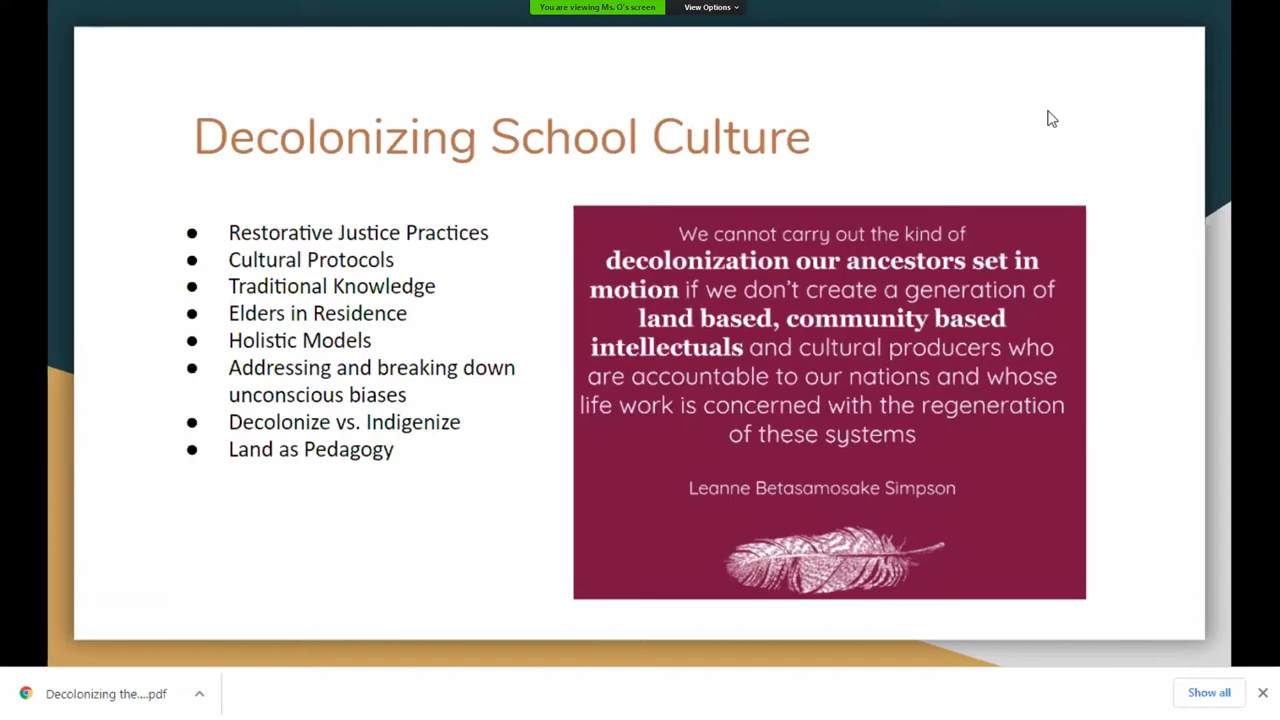 You are viewing Ms. O's screen
View Options
Decolonizing School Culture
● Restorative Justice Practices
● Cultural Protocols
● Traditional Knowledge
● Elders in Residence
● Holistic Models
● Addressing and breaking down
unconscious biases
● Decolonize vs. Indigenize
● Land as Pedagogy
We cannot carry out the kind of
decolonization our ancestors set in
motion if we don't create a generation of
land based, community based
intellectuals and cultural producers who
are accountable to our nations and whose
life work is concerned with the regeneration
of these systems
Leanne Betasamosake Simpson
Decolonizing the....pdf
Show all